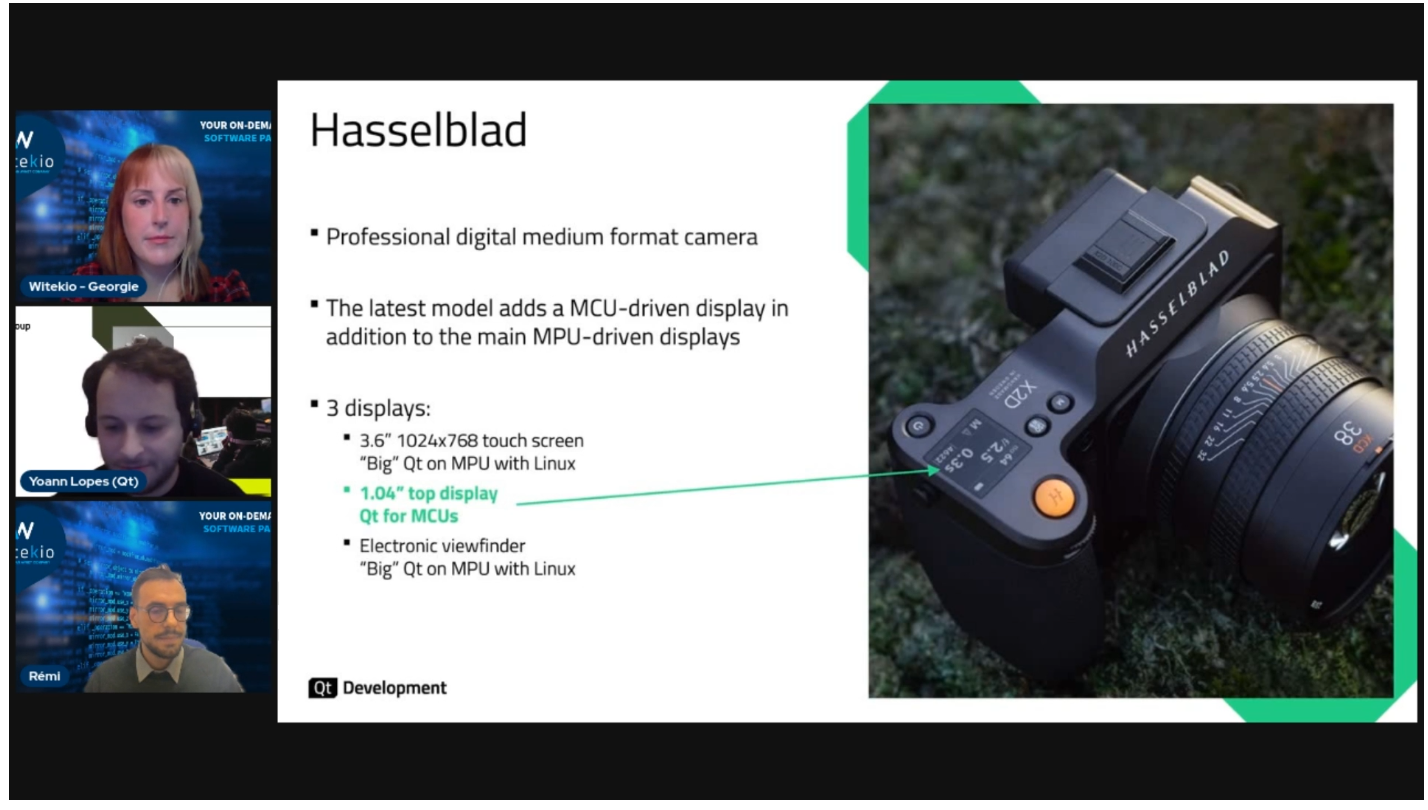 YOUR ON-DEMA
SOFTWARE PA
Witekio - Georgie
oup
Yoann Lopes (Qt)
YOUR ON-DEMA
SOFTWARE PA
Rémi
Hasselblad
▪ Professional digital medium format camera
▪ The latest model adds a MCU-driven display in
addition to the main MPU-driven displays
▪ 3 displays:
▪ 3.6” 1024x768 touch screen
“Big” Qt on MPU with Linux
▪ 1.04” top display
Qt for MCUs
▪ Electronic viewfinder
“Big” Qt on MPU with Linux
Qt Development
HASSELBLAD
X2D
M
f/2.5
64
0.3s
H
XCD
38